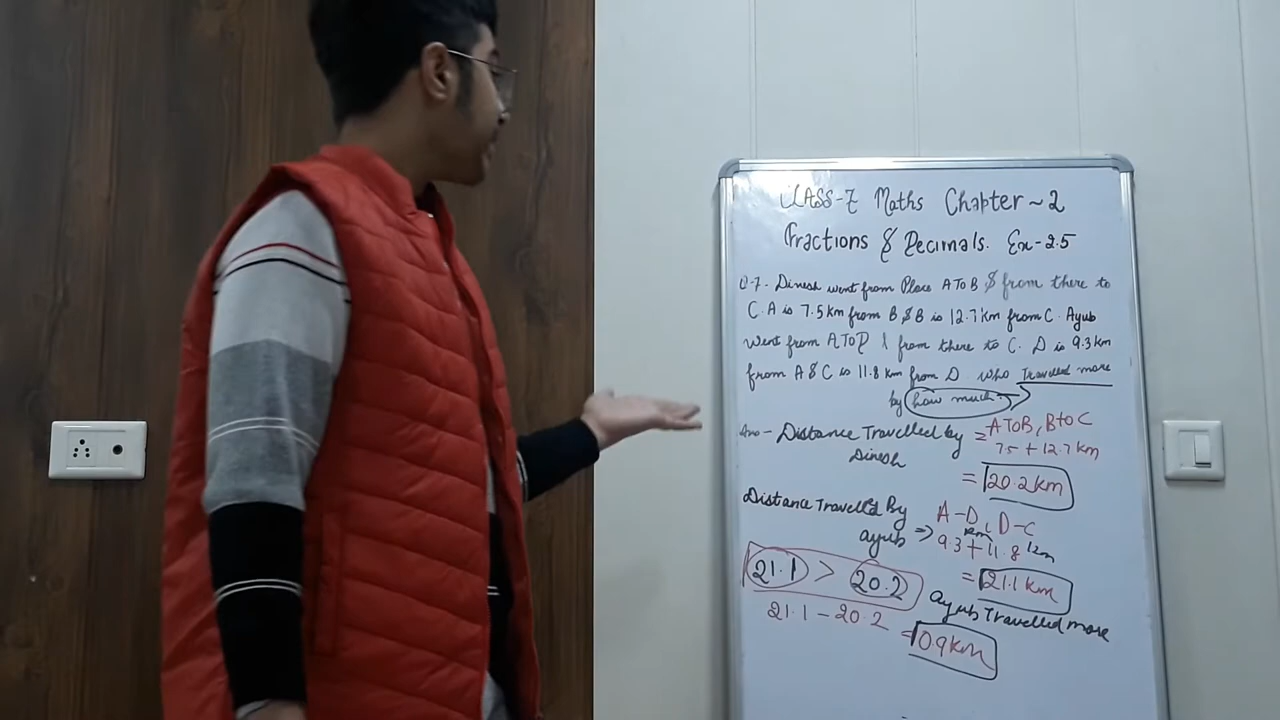 CLASS-7 Maths Chapter~2
Fractions & Decimals. Ex-2.5
Q.7- Dinesh went from Place A To B & from there to
C. A is 7.5 km from B & B is 12.7 km from C. Ayub
went from A To D & from there to C. D is 9.3 km
from A & C is 11.8 km from D. who Travelled more
by how much →
Ans- Distance Travelled by Dinesh = A To B, B to C
7.5 + 12.7 km
= 20.2 km
Distance Travelled By ayub => A-D, D-C
9.3 km + 11.8 km
= 21.1 km
21.1 > 20.2
ayub Travelled more
21.1 - 20.2 = 0.9 km